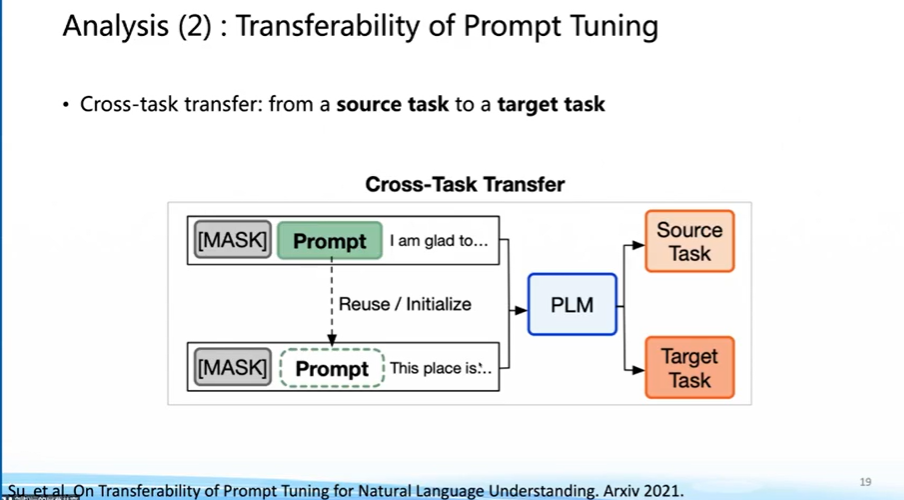 Analysis (2) : Transferability of Prompt Tuning
• Cross-task transfer: from a source task to a target task
Cross-Task Transfer
[MASK] Prompt I am glad to...
Source
Task
Reuse / Initialize
PLM
[MASK] Prompt This place is...
Target
Task
19
Su, et al. On Transferability of Prompt Tuning for Natural Language Understanding. Arxiv 2021.